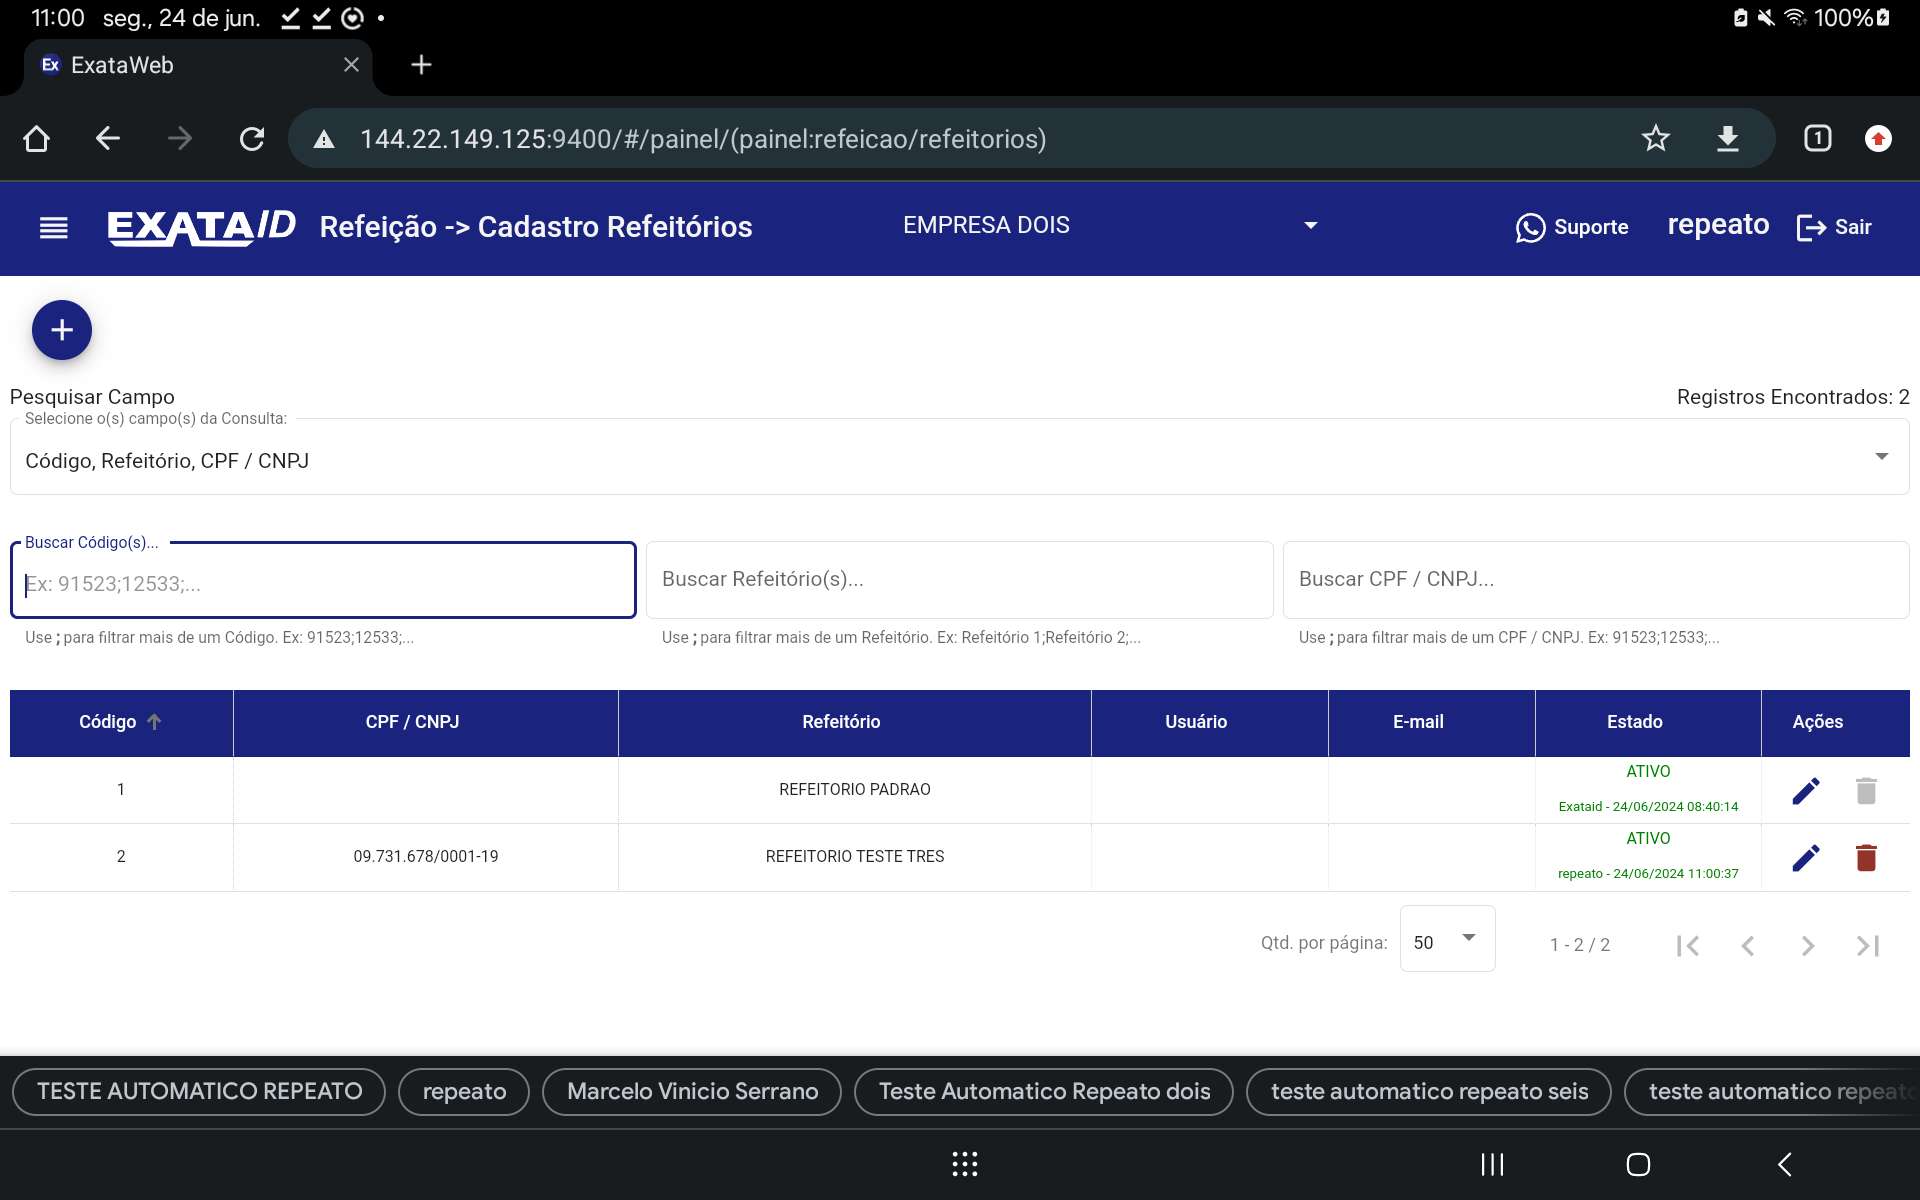 11:00 seg., 24 de jun. 100%
Ex ExataWeb
144.22.149.125:9400/#/painel/(painel:refeicao/refeitorios) 1
EXATAID Refeição -> Cadastro Refeitórios EMPRESA DOIS Suporte repeato Sair
Pesquisar Campo Registros Encontrados: 2
Selecione o(s) campo(s) da Consulta:
Código, Refeitório, CPF / CNPJ
Buscar Código(s)...
Ex: 91523;12533;... Buscar Refeitório(s)... Buscar CPF / CNPJ...
Use ; para filtrar mais de um Código. Ex: 91523;12533;... Use ; para filtrar mais de um Refeitório. Ex: Refeitório 1;Refeitório 2;... Use ; para filtrar mais de um CPF / CNPJ. Ex: 91523;12533;...
Código CPF / CNPJ Refeitório Usuário E-mail Estado Ações
1 REFEITORIO PADRAO ATIVO
Exataid - 24/06/2024 08:40:14
2 09.731.678/0001-19 REFEITORIO TESTE TRES ATIVO
repeato - 24/06/2024 11:00:37
Qtd. por página: 50 1 - 2 / 2
TESTE AUTOMATICO REPEATO repeato Marcelo Vinicio Serrano Teste Automatico Repeato dois teste automatico repeato seis teste automatico repeato